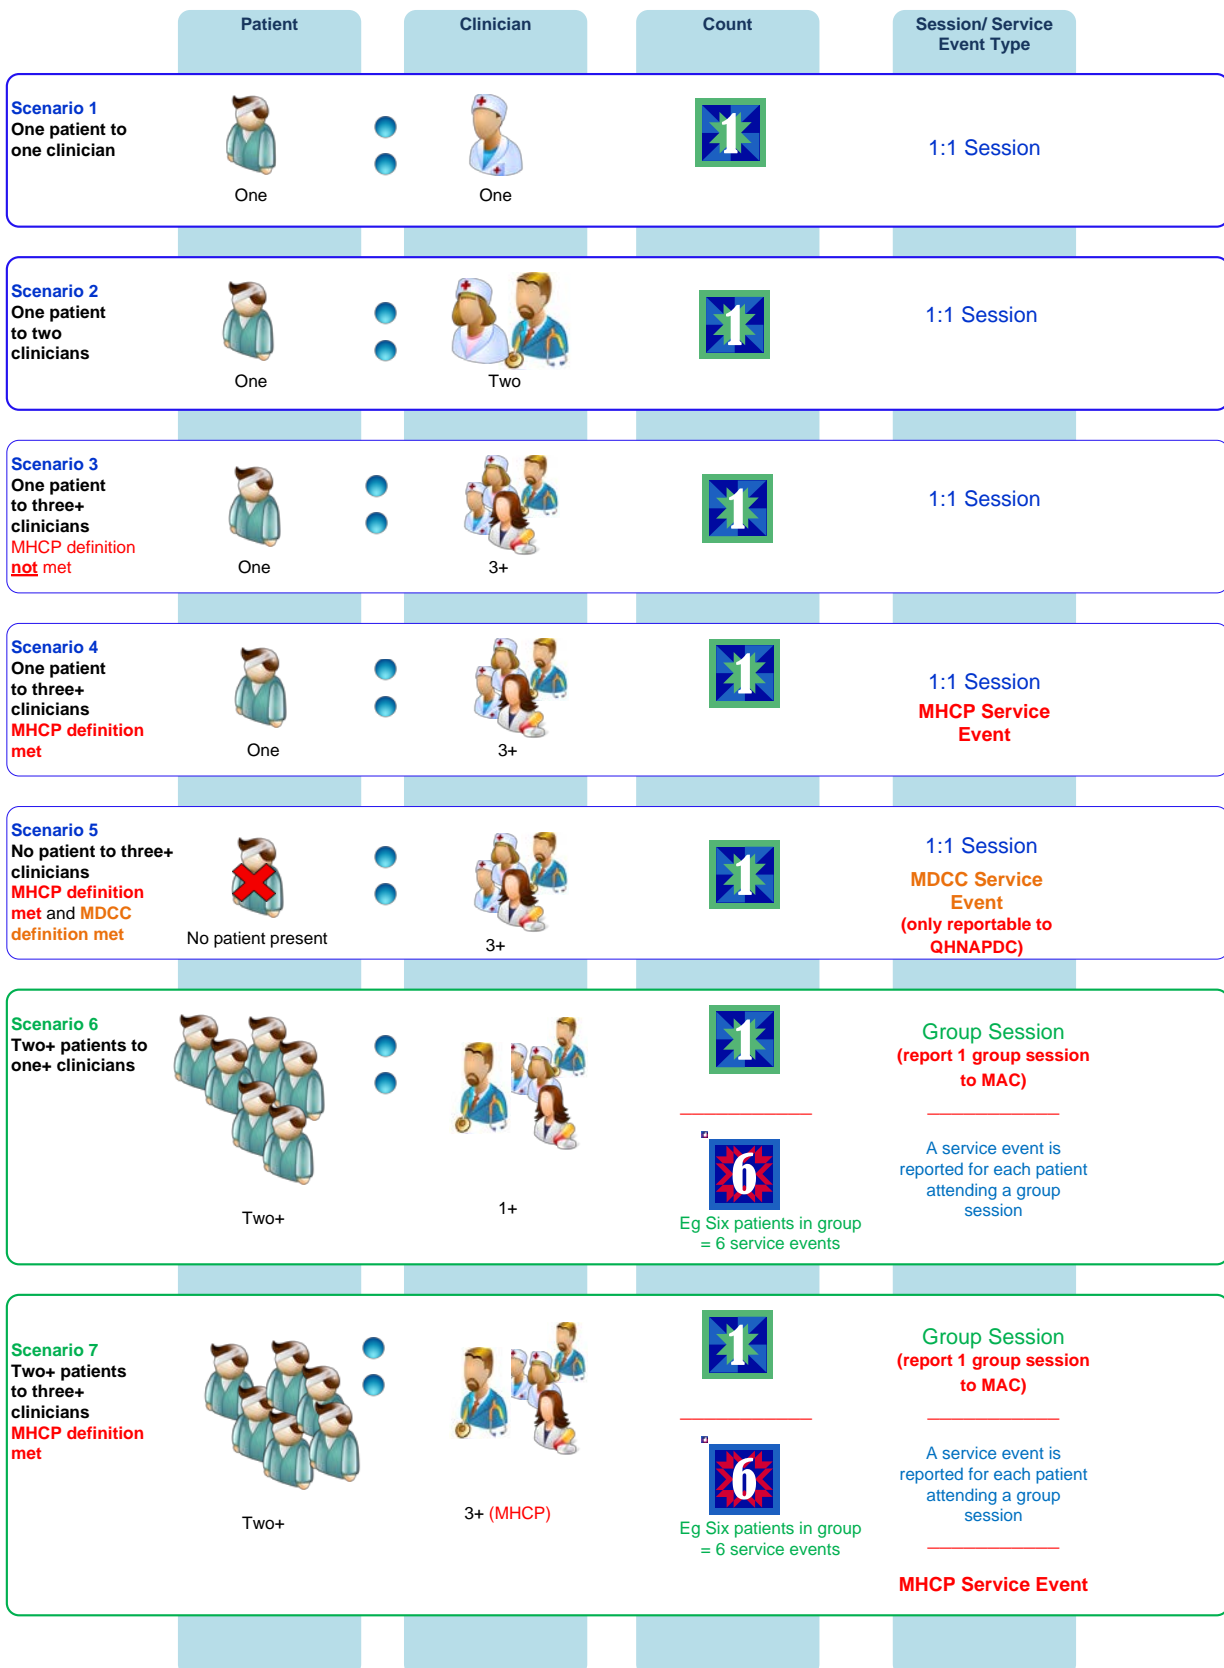 Patient
Clinician
Count
Session/ Service
Event Type
Scenario 1
One patient to
one clinician
One
One
1
1:1 Session
Scenario 2
One patient
to two
clinicians
One
Two
1
1:1 Session
Scenario 3
One patient
to three+
clinicians
MHCP definition
not met
One
3+
1
1:1 Session
Scenario 4
One patient
to three+
clinicians
MHCP definition
met
One
3+
1
1:1 Session
MHCP Service
Event
Scenario 5
No patient to three+
clinicians
MHCP definition
met and MDCC
definition met
No patient present
3+
1
1:1 Session
MDCC Service
Event
(only reportable to
QHNAPDC)
Scenario 6
Two+ patients to
one+ clinicians
Two+
1+
1
6
Eg Six patients in group
= 6 service events
Group Session
(report 1 group session
to MAC)
A service event is
reported for each patient
attending a group
session
Scenario 7
Two+ patients
to three+
clinicians
MHCP definition
met
Two+
3+ (MHCP)
1
6
Eg Six patients in group
= 6 service events
Group Session
(report 1 group session
to MAC)
A service event is
reported for each patient
attending a group
session
MHCP Service Event